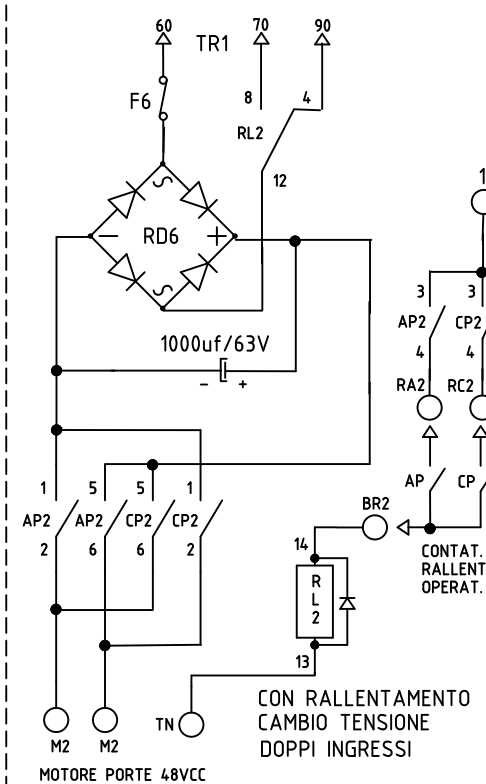 60
70
90
TR1
8
4
F6
RL2
12
1
RD6
1000uf/63V
- +
3
3
AP2
CP2
4
4
RA2
RC2
1
5
5
1
AP
CP
AP2
AP2
CP2
CP2
BR2
2
6
6
2
14
CONTAT.
RALLENT
OPERAT.
R
L
2
13
TN
CON RALLENTAMENTO
CAMBIO TENSIONE
DOPPI INGRESSI
M2
M2
MOTORE PORTE 48VCC